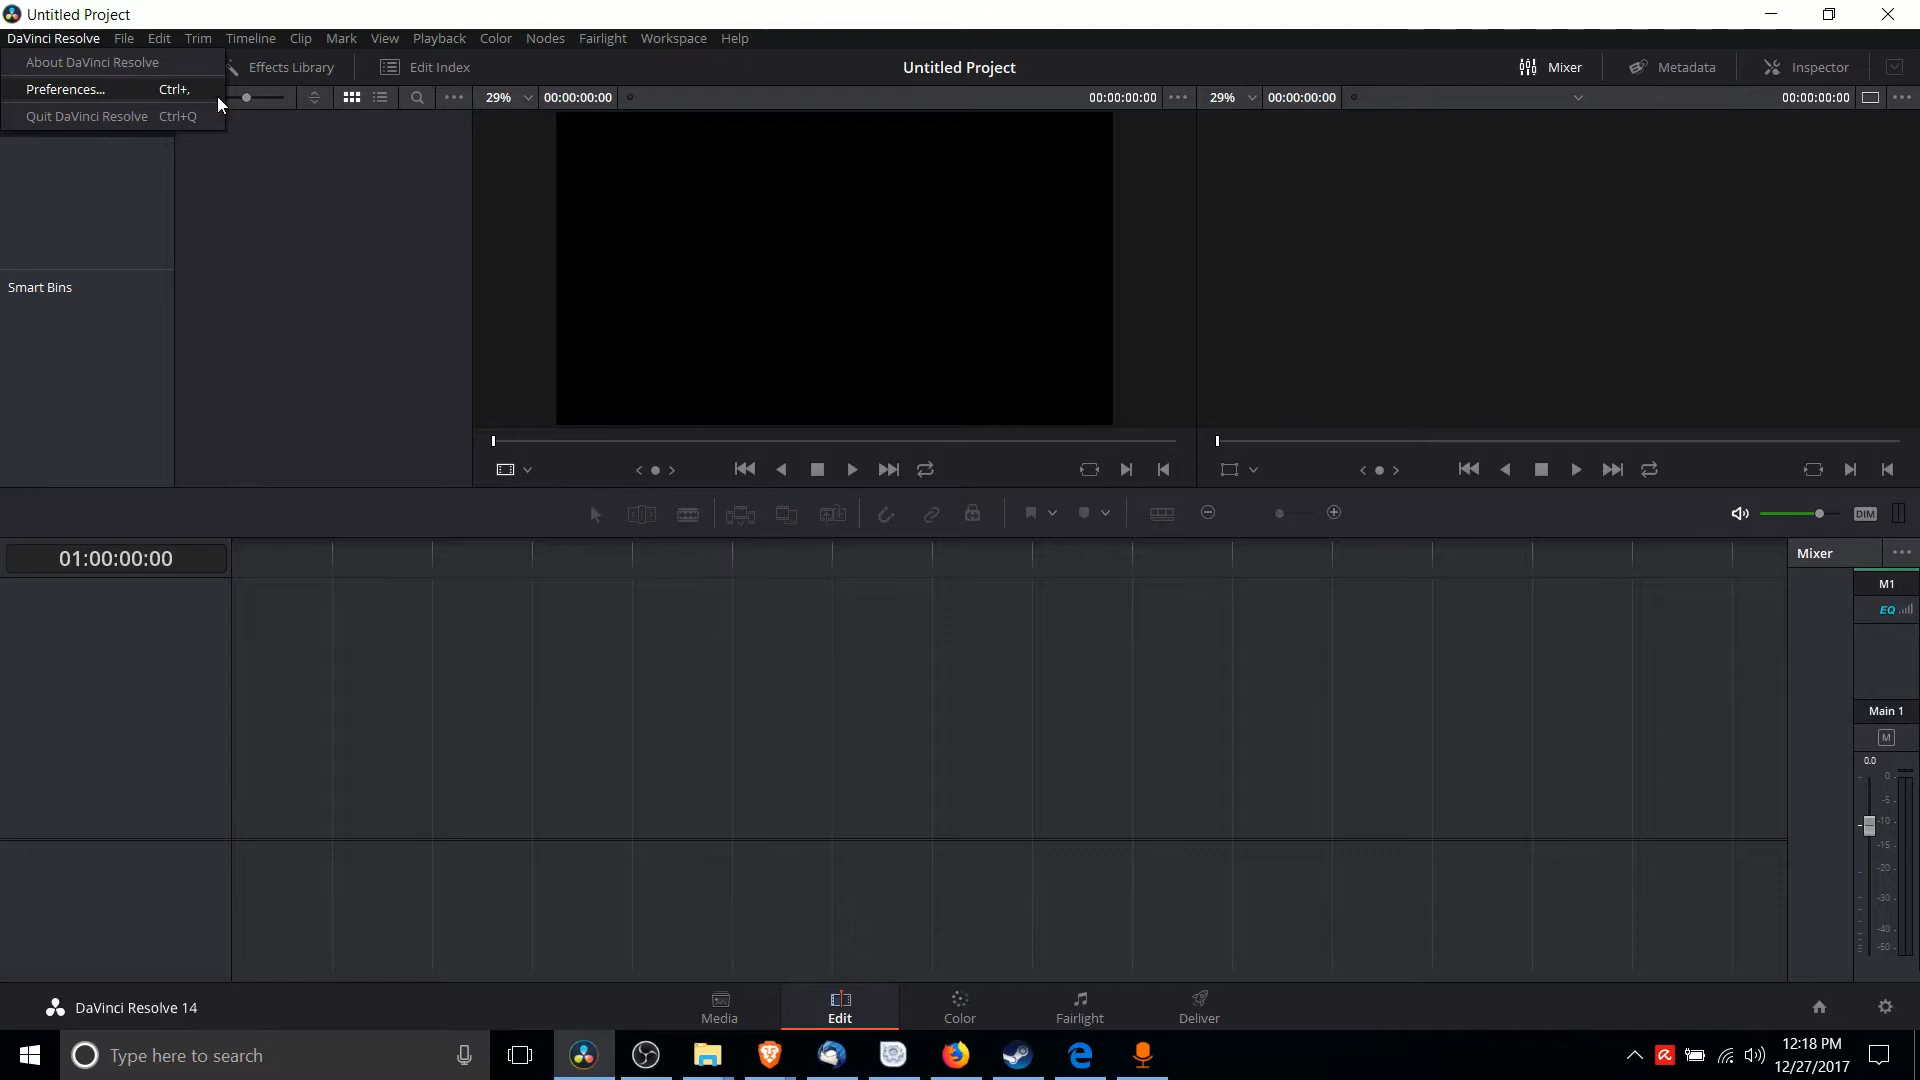 Untitled Project
DaVinci Resolve File Edit Trim Timeline Clip Mark View Playback Color Nodes Fairlight Workspace Help
About DaVinci Resolve
Effects Library Edit Index Untitled Project Mixer Metadata Inspector
Preferences... Ctrl+,
29% 00:00:00:00 00:00:00:00 29% 00:00:00:00 00:00:00:00
Quit DaVinci Resolve Ctrl+Q
Smart Bins
DIM
01:00:00:00
Mixer
M1
EQ
Main 1
M
0.0
0
-5
-10
-15
-20
-30
-40
-50
DaVinci Resolve 14
Media Edit Color Fairlight Deliver
Type here to search
12:18 PM
12/27/2017